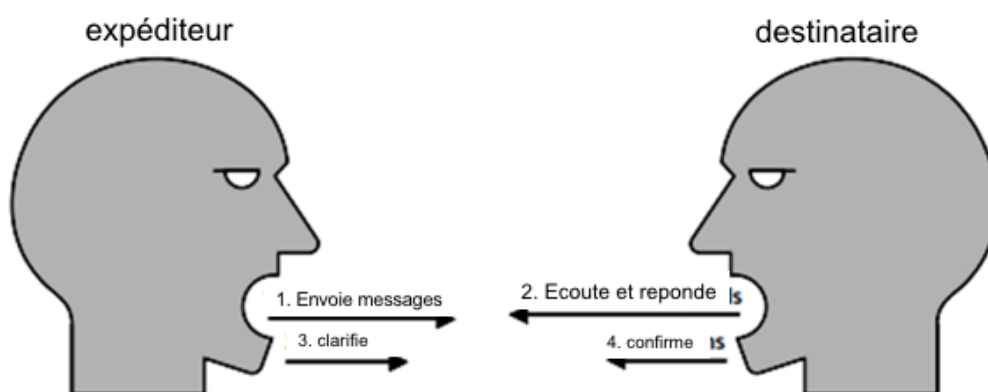 expéditeur
destinataire
1. Envoie messages
2. Ecoute et reponde
3. clarifie
4. confirme